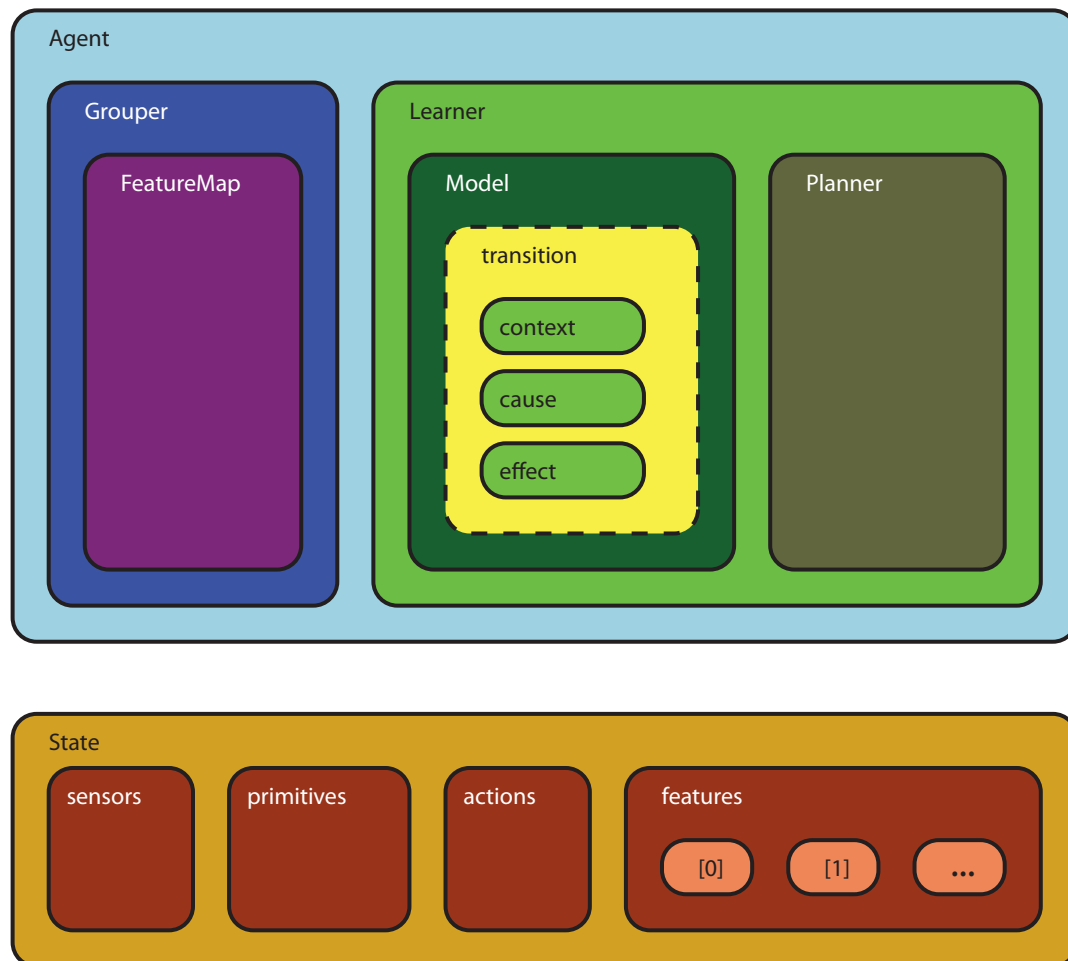 Agent
Grouper
Learner
FeatureMap
Model
Planner
transition
context
cause
effect
State
sensors
primitives
actions
features
[0]
[1]
...